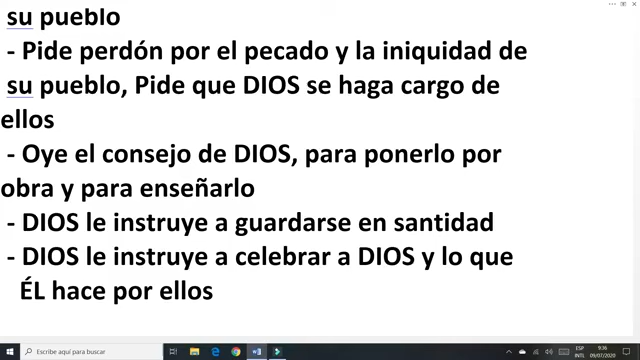 su pueblo
- Pide perdón por el pecado y la iniquidad de
su pueblo, Pide que DIOS se haga cargo de
ellos
- Oye el consejo de DIOS, para ponerlo por
obra y para enseñarlo
- DIOS le instruye a guardarse en santidad
- DIOS le instruye a celebrar a DIOS y lo que
ÉL hace por ellos
Escribe aquí para buscar
ESP
INTL
9:36
09/07/2020